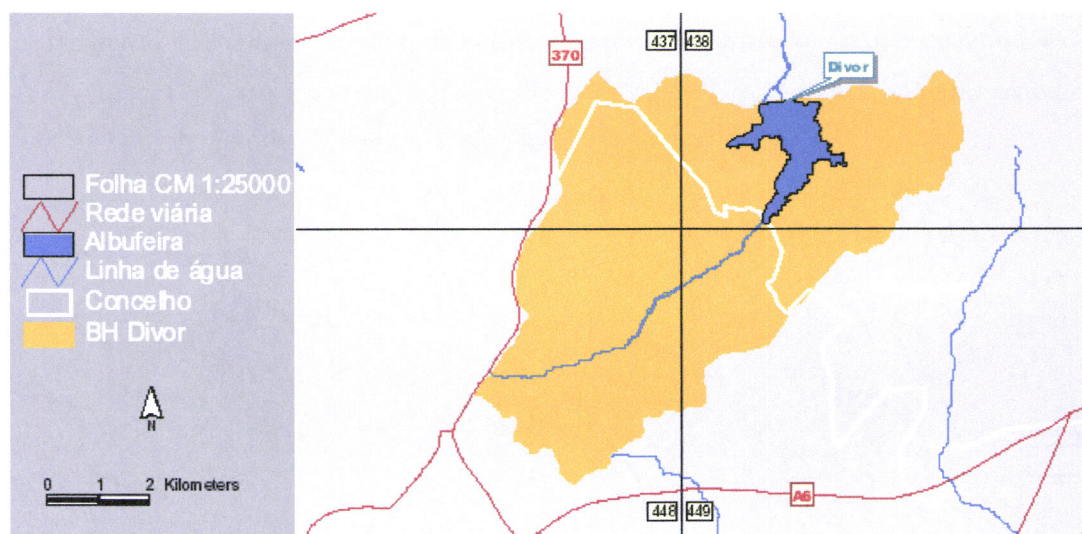 Folha CM 1:25000
Rede viária
Albufeira
Linha de água
Concelho
BH Divor
N
0 1 2 Kilometers
370
437 438
Divor
A6
448 449